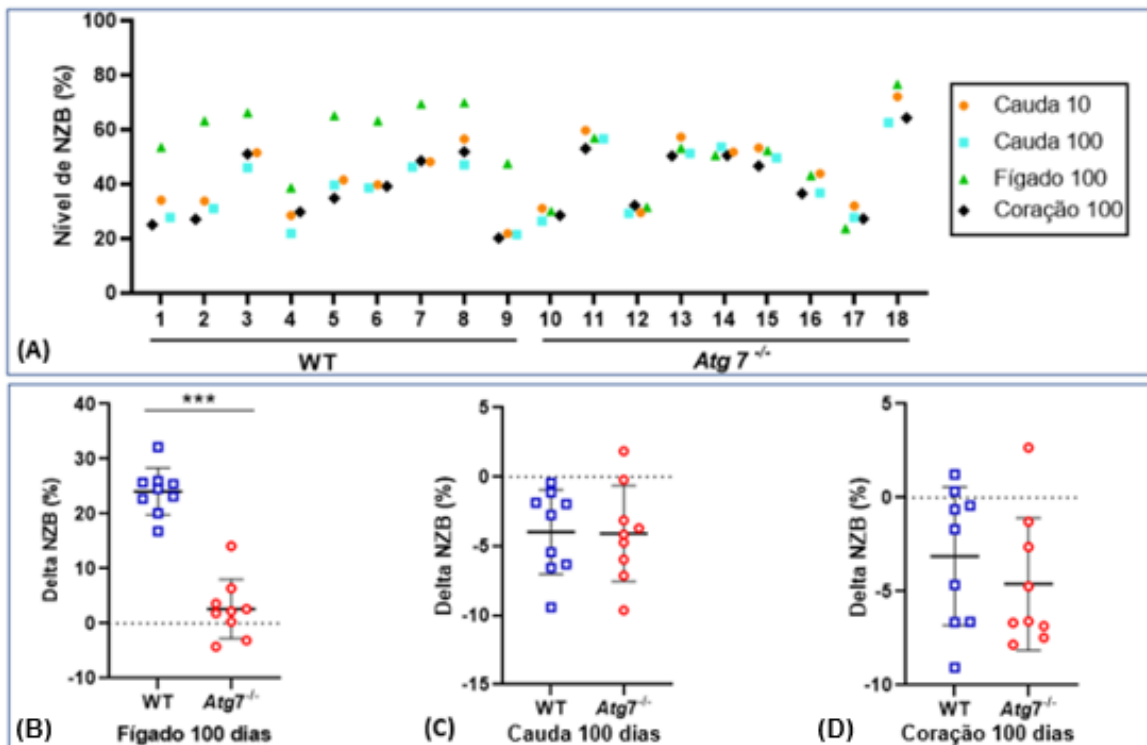 100
80
60
40
20
0
Nível de NZB (%)
1 2 3 4 5 6 7 8 9 10 11 12 13 14 15 16 17 18
WT
Atg 7 -/-
(A)
Cauda 10
Cauda 100
Fígado 100
Coração 100
40
30
20
10
0
-10
Delta NZB (%)
***
WT Atg7-/-
(B)
Fígado 100 dias
5
0
-5
-10
-15
Delta NZB (%)
WT Atg7-/-
(C)
Cauda 100 dias
5
0
-5
-10
Delta NZB (%)
WT Atg7-/-
(D)
Coração 100 dias